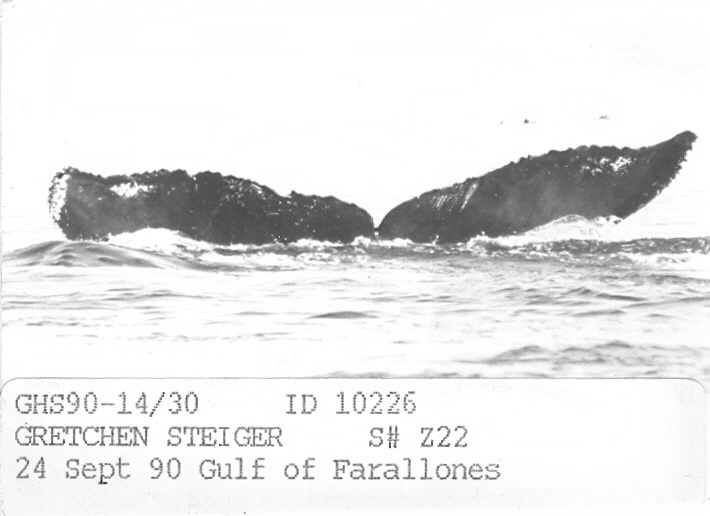 GHS90-14/30 ID 10226
GRETCHEN STEIGER S# Z22
24 Sept 90 Gulf of Farallones